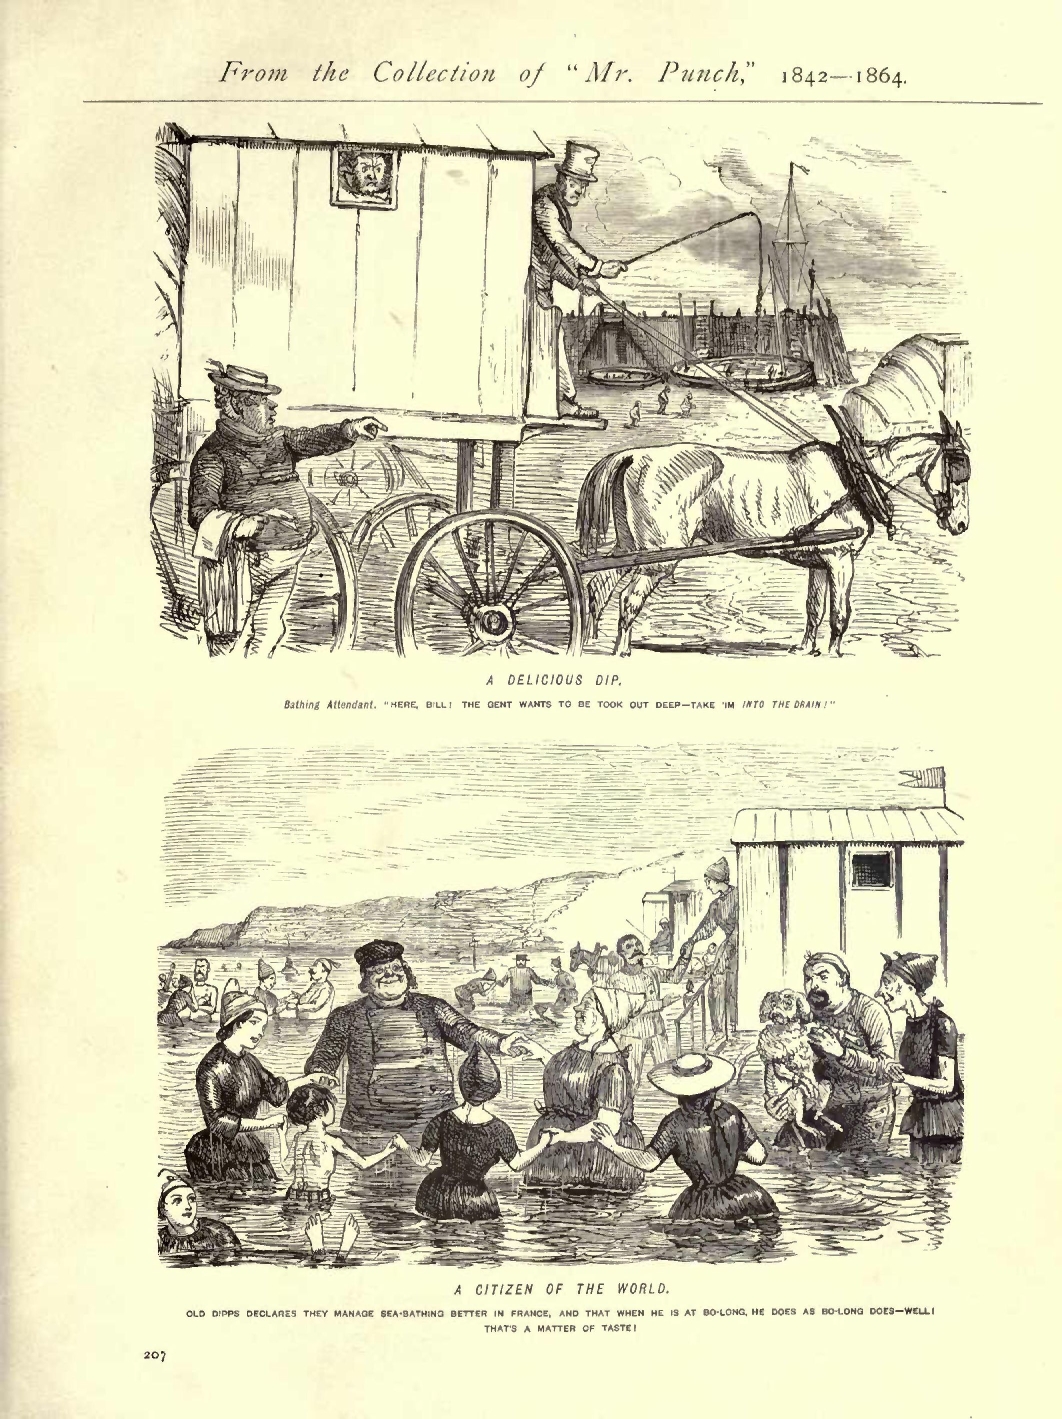 From the Collection of "Mr. Punch," 1842—1864.
A DELICIOUS DIP.
Bathing Attendant. "HERE, BILL! THE GENT WANTS TO BE TOOK OUT DEEP—TAKE 'IM INTO THE DRAIN!"
A CITIZEN OF THE WORLD.
OLD DIPPS DECLARES THEY MANAGE SEA-BATHING BETTER IN FRANCE, AND THAT WHEN HE IS AT BO-LONG, HE DOES AS BO-LONG DOES—WELL!
THAT'S A MATTER OF TASTE!
207